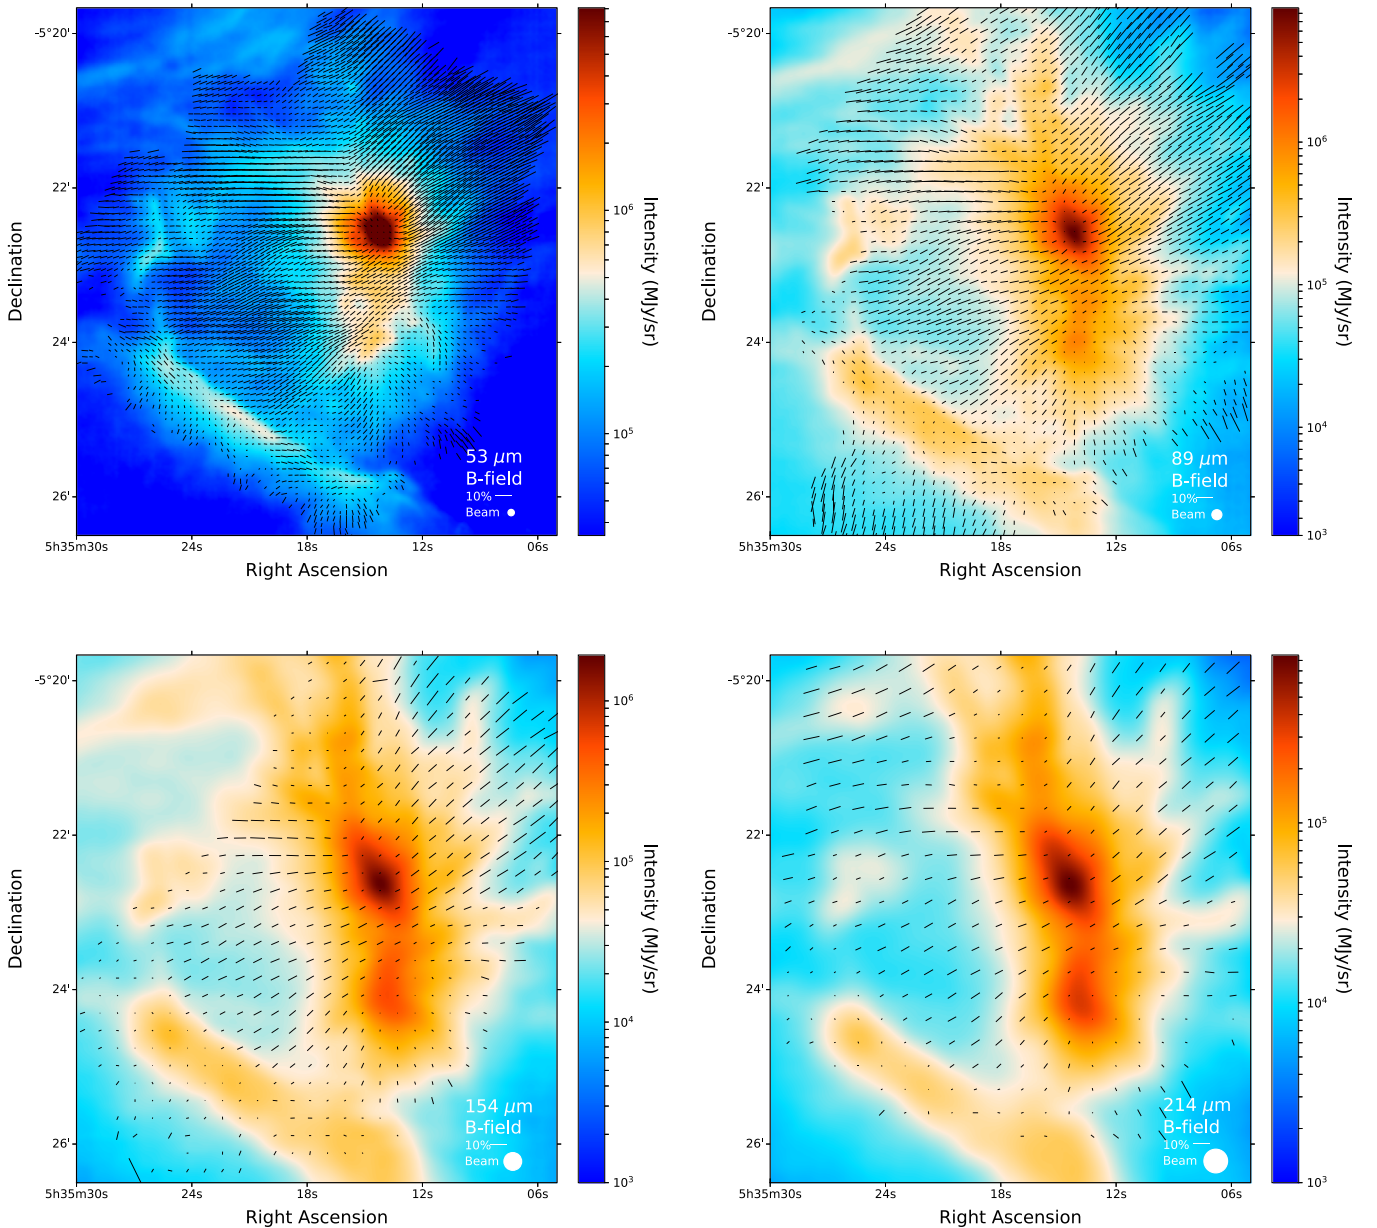 -5°20'
22'
24'
26'
Declination
5h35m30s
24s
18s
12s
06s
Right Ascension
53 μm
B-field
10%
Beam
10⁶
10⁵
Intensity (MJy/sr)
-5°20'
22'
24'
26'
Declination
5h35m30s
24s
18s
12s
06s
Right Ascension
89 μm
B-field
10%
Beam
10⁶
10⁵
10⁴
10³
Intensity (MJy/sr)
-5°20'
22'
24'
26'
Declination
5h35m30s
24s
18s
12s
06s
Right Ascension
154 μm
B-field
10%
Beam
10⁶
10⁵
10⁴
10³
Intensity (MJy/sr)
-5°20'
22'
24'
26'
Declination
5h35m30s
24s
18s
12s
06s
Right Ascension
214 μm
B-field
10%
Beam
10⁵
10⁴
10³
Intensity (MJy/sr)